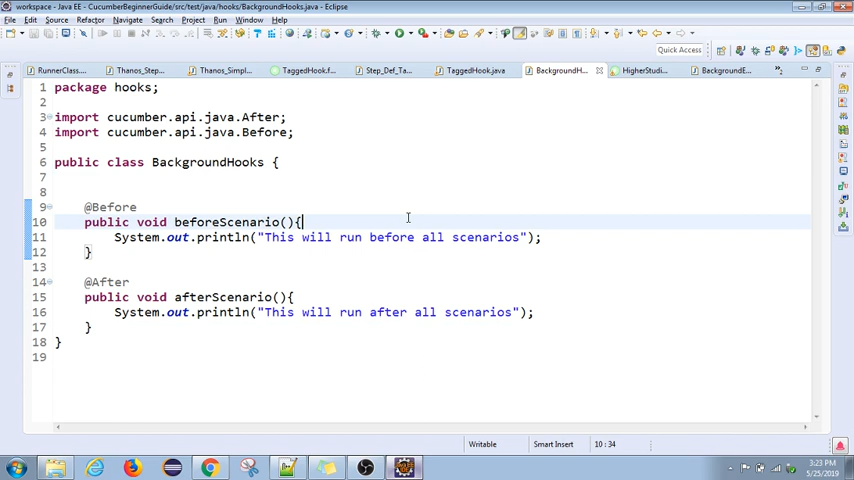 workspace - Java EE - CucumberBeginnerGuide/src/test/java/hooks/BackgroundHooks.java - Eclipse
File Edit Source Refactor Navigate Search Project Run Window Help
Quick Access
RunnerClass.... Thanos_Step... Thanos_Simpl... TaggedHook.f... Step_Def_Ta... TaggedHook.java BackgroundH... HigherStudi... BackgroundE...
1 package hooks;
2
3 import cucumber.api.java.After;
4 import cucumber.api.java.Before;
5
6 public class BackgroundHooks {
7
8
9 @Before
10 public void beforeScenario(){
11 System.out.println("This will run before all scenarios");
12 }
13
14 @After
15 public void afterScenario(){
16 System.out.println("This will run after all scenarios");
17 }
18 }
19
Writable Smart Insert 10 : 34
3:23 PM
5/25/2019